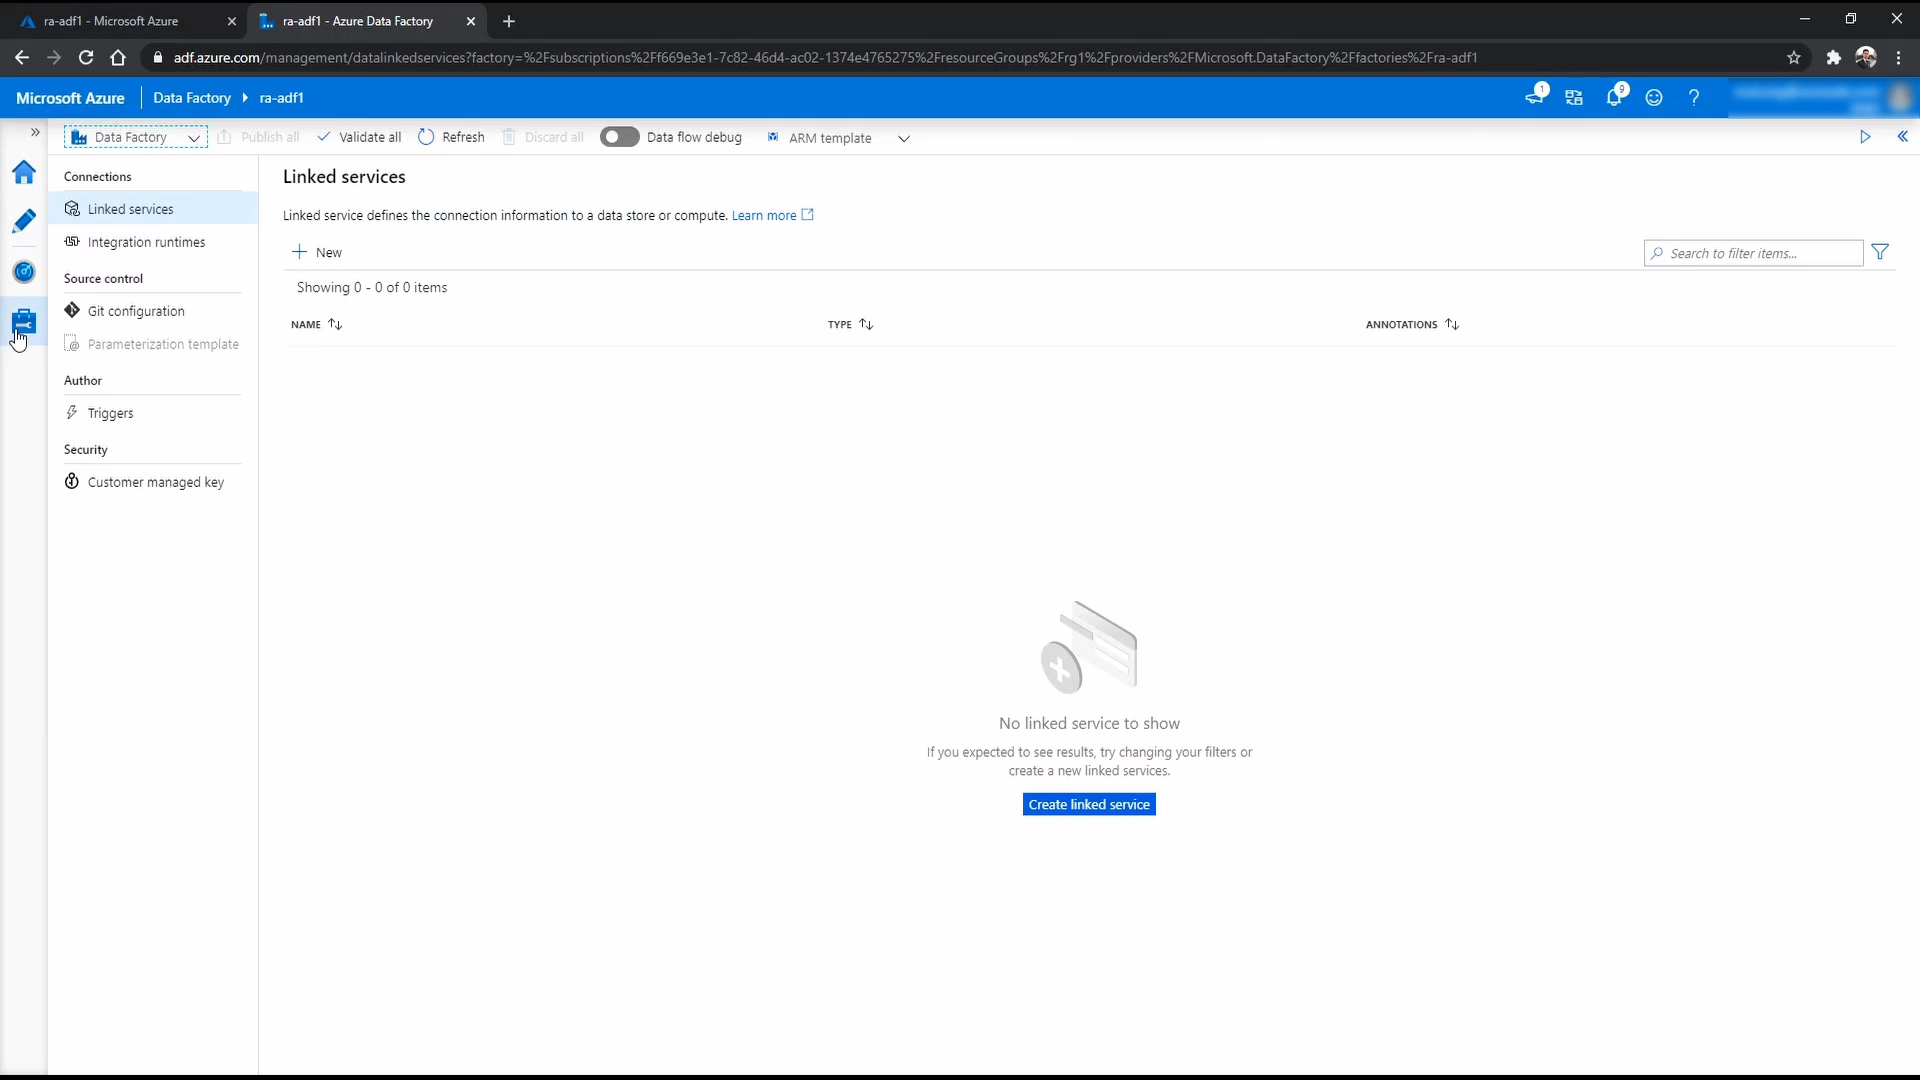 ra-adf1 - Microsoft Azure
ra-adf1 - Azure Data Factory
adf.azure.com/management/datalinkedservices?factory=%2Fsubscriptions%2Ff669e3e1-7c82-46d4-ac02-1374e4765275%2FresourceGroups%2Frg1%2Fproviders%2FMicrosoft.DataFactory%2Ffactories%2Fra-adf1
Microsoft Azure
Data Factory
ra-adf1
1
9
Data Factory
Publish all
Validate all
Refresh
Discard all
Data flow debug
ARM template
Connections
Linked services
Integration runtimes
Source control
Git configuration
Parameterization template
Author
Triggers
Security
Customer managed key
Linked services
Linked service defines the connection information to a data store or compute. Learn more
New
Search to filter items...
Showing 0 - 0 of 0 items
NAME
TYPE
ANNOTATIONS
No linked service to show
If you expected to see results, try changing your filters or
create a new linked services.
Create linked service